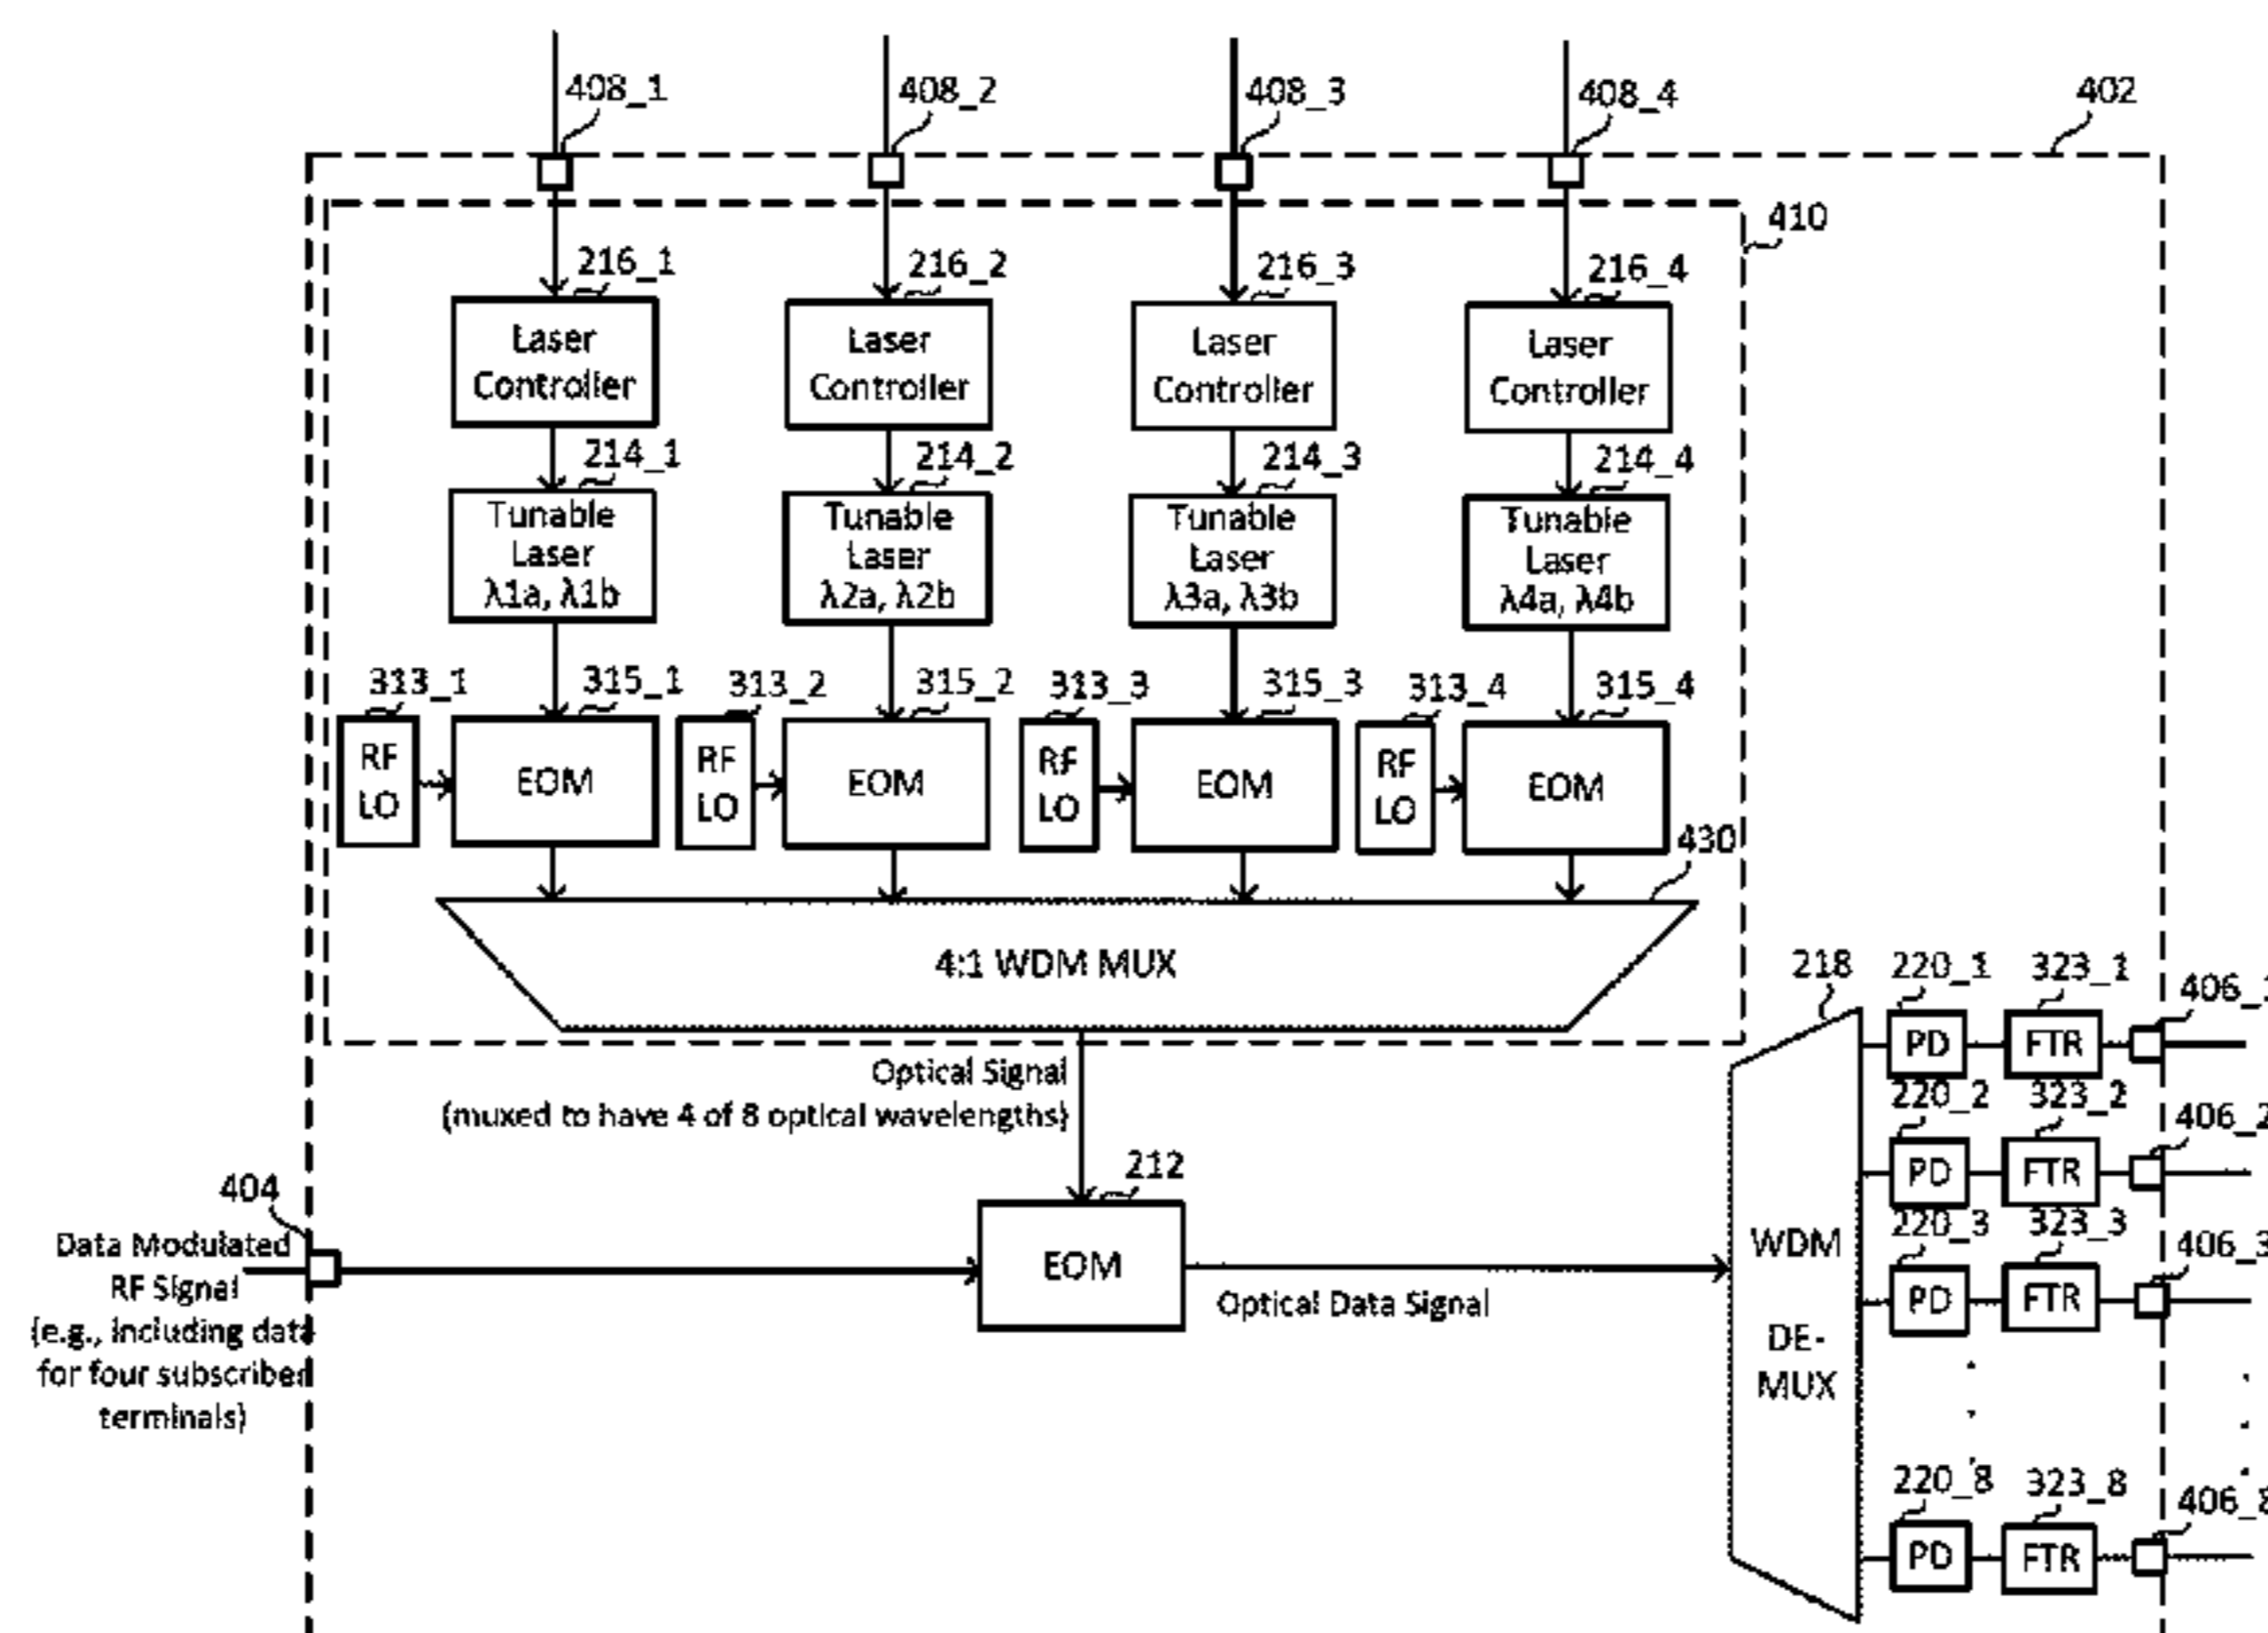 408_1
408_2
408_3
408_4
402
410
216_1
216_2
216_3
216_4
Laser
Controller
Laser
Controller
Laser
Controller
Laser
Controller
214_1
214_2
214_3
214_4
Tunable
Laser
λ1a, λ1b
Tunable
Laser
λ2a, λ2b
Tunable
Laser
λ3a, λ3b
Tunable
Laser
λ4a, λ4b
313_1
315_1
313_2
315_2
313_3
315_3
313_4
315_4
RF
LO
EOM
RF
LO
EOM
RF
LO
EOM
RF
LO
EOM
430
4:1 WDM MUX
218
220_1
323_1
406_1
PD
FTR
Optical Signal
(muxed to have 4 of 8 optical wavelengths)
220_2
323_2
406_2
PD
FTR
212
404
220_3
323_3
406_3
Data Modulated
RF Signal
(e.g., including data
for four subscriber
terminals)
EOM
Optical Data Signal
WDM
DE-
MUX
PD
FTR
220_8
323_8
406_8
PD
FTR